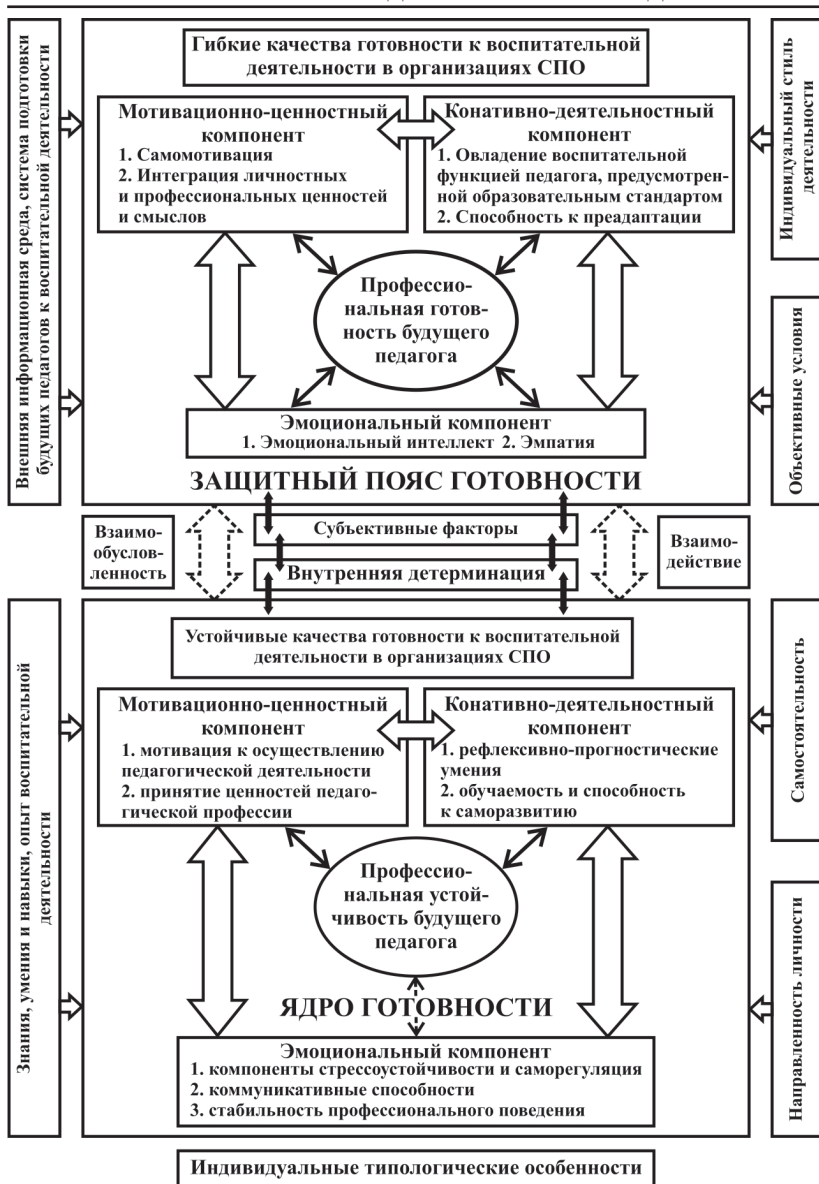 Гибкие качества готовности к воспитательной
деятельности в организациях СПО
Внешняя информационная среда, система подготовки
будущих педагогов к воспитательной деятельности
Мотивационно-ценностный
компонент
1. Самомотивация
2. Интеграция личностных
и профессиональных ценностей
и смыслов
Конативно-деятельностный
компонент
1. Овладение воспитательной
функцией педагога, предусмотрен-
ной образовательным стандартом
2. Способность к преадаптации
Индивидуальный стиль
деятельности
Профессио-
нальная готов-
ность будущего
педагога
Объективные условия
Эмоциональный компонент
1. Эмоциональный интеллект 2. Эмпатия
ЗАЩИТНЫЙ ПОЯС ГОТОВНОСТИ
Взаимо-
обуслов-
ленность
Субъективные факторы
Внутренняя детерминация
Взаимо-
действие
Устойчивые качества готовности к воспитательной
деятельности в организациях СПО
Знания, умения и навыки, опыт воспитательной
деятельности
Мотивационно-ценностный
компонент
1. мотивация к осуществлению
педагогической деятельности
2. принятие ценностей педаго-
гической профессии
Конативно-деятельностный
компонент
1. рефлексивно-прогностические
умения
2. обучаемость и способность
к саморазвитию
Самостоятельность
Профессио-
нальная устой-
чивость будущего
педагога
ЯДРО ГОТОВНОСТИ
Направленность личности
Эмоциональный компонент
1. компоненты стрессоустойчивости и саморегуляция
2. коммуникативные способности
3. стабильность профессионального поведения
Индивидуальные типологические особенности